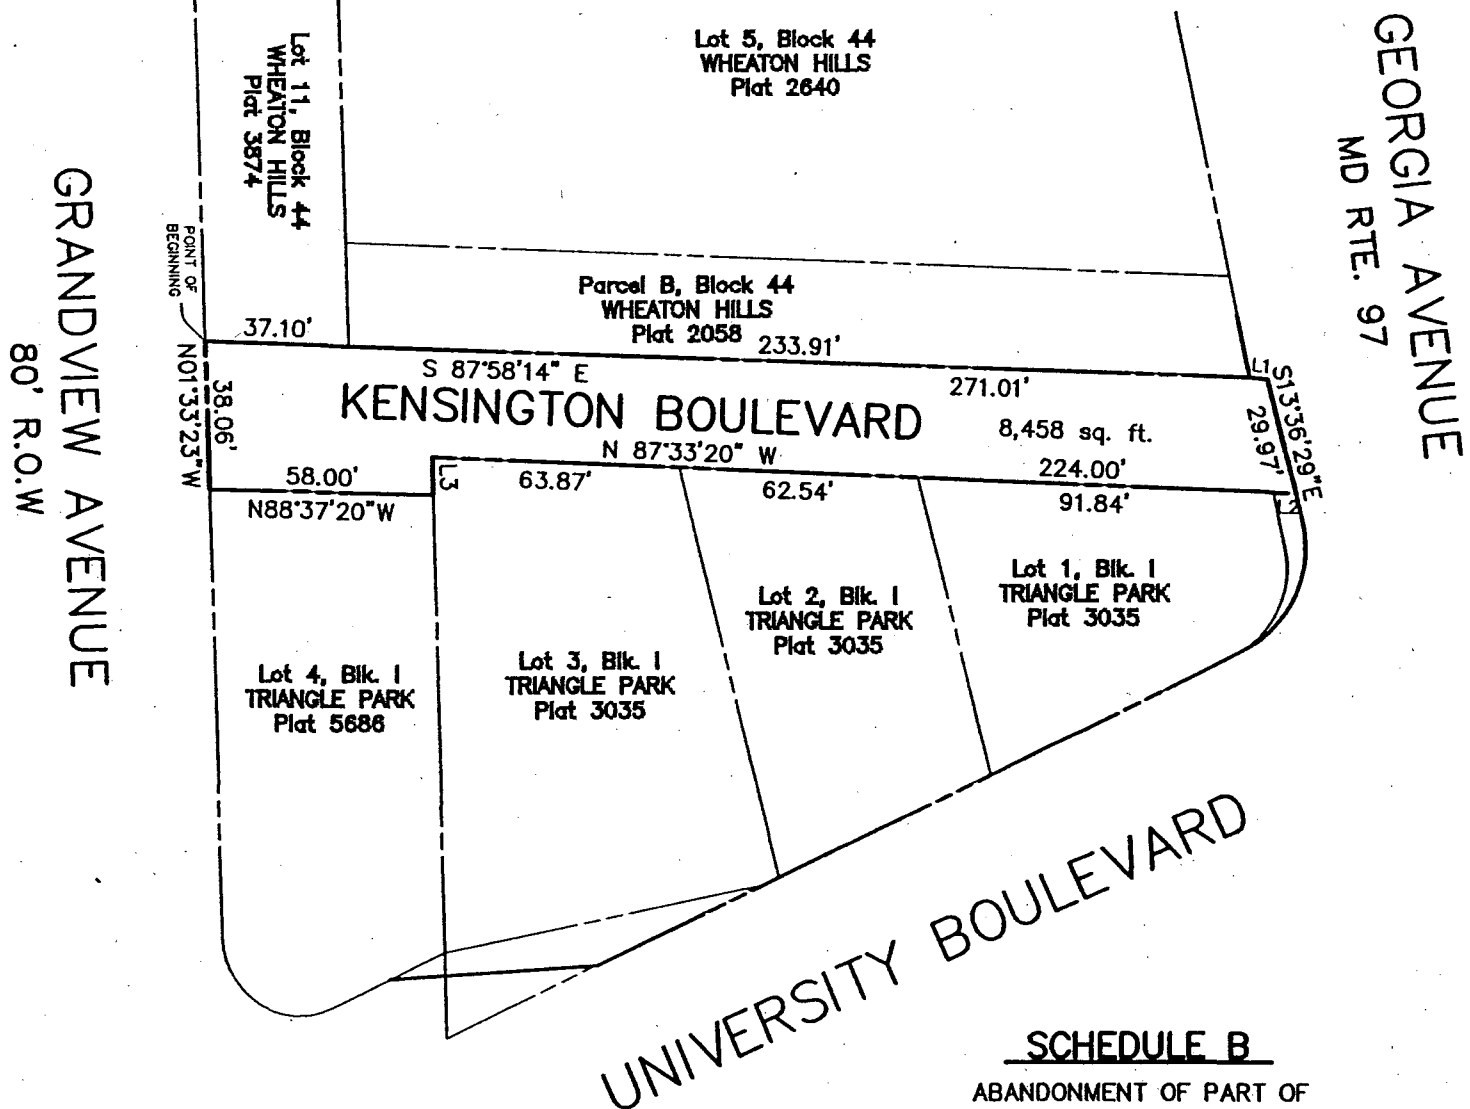 Lot 5, Block 44
WHEATON HILLS
Plat 2640
GEORGIA AVENUE
MD RTE. 97
Lot 11, Block 44
WHEATON HILLS
Plat 3874
GRANDVIEW AVENUE
80' R.O.W
POINT OF
BEGINNING
Parcel B, Block 44
WHEATON HILLS
Plat 2058
37.10'
233.91'
S 87°58'14" E
271.01'
L1
S13°36'29"E
29.97'
KENSINGTON BOULEVARD
8,458 sq. ft.
N01°33'23"W
38.06'
N 87°33'20" W
224.00'
58.00'
N88°37'20"W
L3
63.87'
62.54'
91.84'
L2
Lot 1, Blk. I
TRIANGLE PARK
Plat 3035
Lot 2, Blk. I
TRIANGLE PARK
Plat 3035
Lot 3, Blk. I
TRIANGLE PARK
Plat 3035
Lot 4, Blk. I
TRIANGLE PARK
Plat 5686
UNIVERSITY BOULEVARD
SCHEDULE B
ABANDONMENT OF PART OF